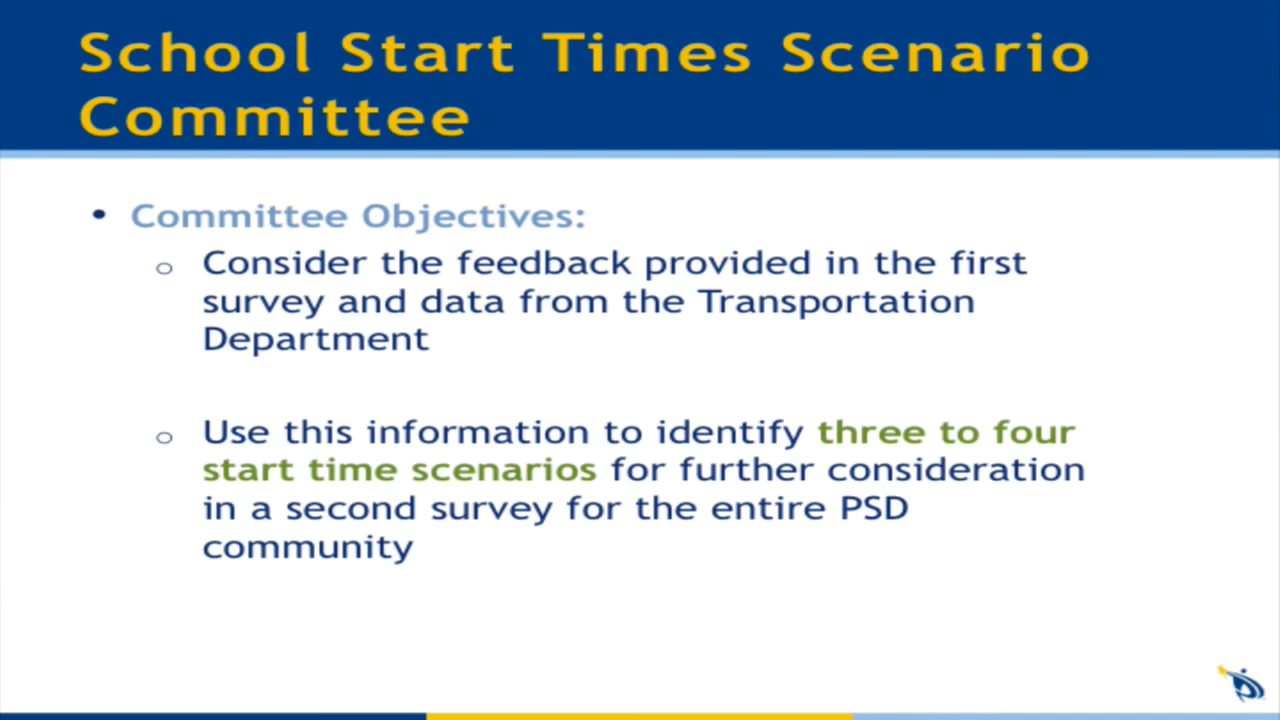 School Start Times Scenario
Committee
• Committee Objectives:
o Consider the feedback provided in the first
survey and data from the Transportation
Department
o Use this information to identify three to four
start time scenarios for further consideration
in a second survey for the entire PSD
community